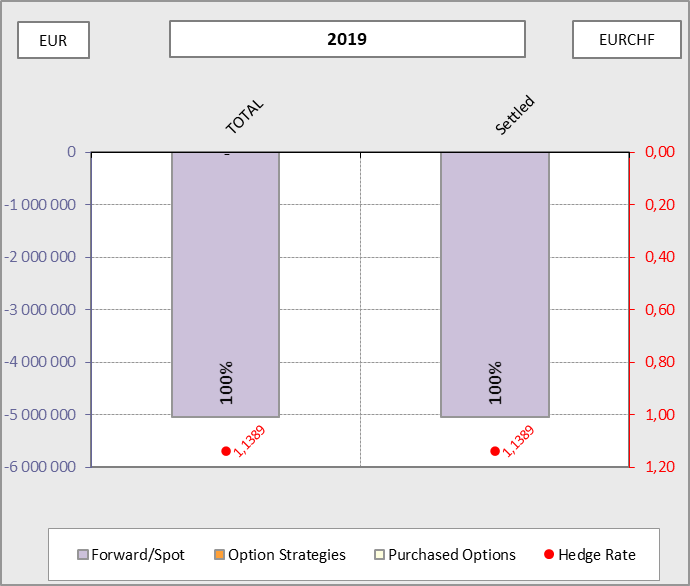 EUR
2019
EURCHF
TOTAL
Settled
0
0,00
-1 000 000
0,20
-2 000 000
0,40
-3 000 000
0,60
-4 000 000
0,80
-5 000 000
1,00
-6 000 000
1,20
-
100%
100%
1,1389
1,1389
Forward/Spot
Option Strategies
Purchased Options
Hedge Rate